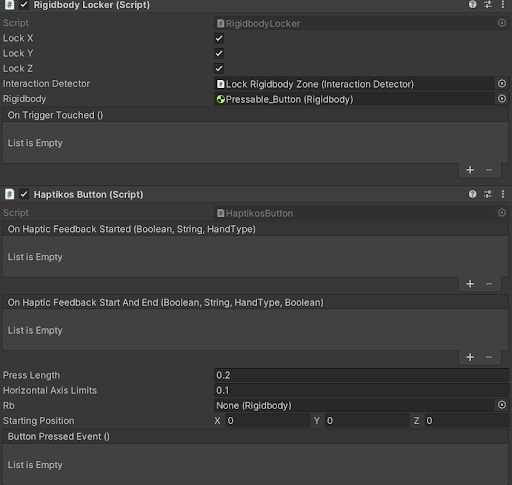 Rigidbody Locker (Script)
Script RigidbodyLocker
Lock X
Lock Y
Lock Z
Interaction Detector Lock Rigidbody Zone (Interaction Detector)
Rigidbody Pressable_Button (Rigidbody)
On Trigger Touched ()
List is Empty
+ −
Haptikos Button (Script)
Script HaptikosButton
On Haptic Feedback Started (Boolean, String, HandType)
List is Empty
+ −
On Haptic Feedback Start And End (Boolean, String, HandType, Boolean)
List is Empty
+ −
Press Length 0.2
Horizontal Axis Limits 0.1
Rb None (Rigidbody)
Starting Position X 0 Y 0 Z 0
Button Pressed Event ()
List is Empty